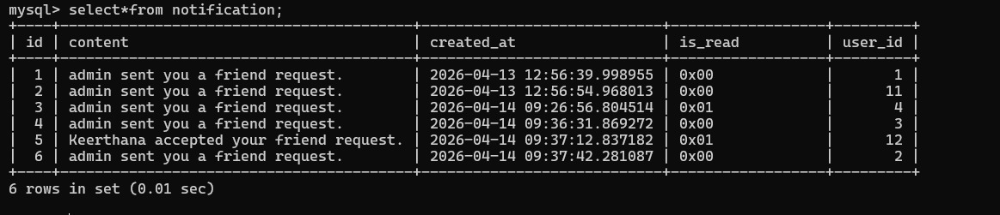 mysql> select*from notification;
+----+---------------------------------------+----------------------------+--------------------+---------+
| id | content                               | created_at                 | is_read            | user_id |
+----+---------------------------------------+----------------------------+--------------------+---------+
|  1 | admin sent you a friend request.      | 2026-04-13 12:56:39.998955 | 0x00               |       1 |
|  2 | admin sent you a friend request.      | 2026-04-13 12:56:54.968013 | 0x00               |      11 |
|  3 | admin sent you a friend request.      | 2026-04-14 09:26:56.804514 | 0x01               |       4 |
|  4 | admin sent you a friend request.      | 2026-04-14 09:36:31.869272 | 0x00               |       3 |
|  5 | Keerthana accepted your friend request. | 2026-04-14 09:37:12.837182 | 0x01               |      12 |
|  6 | admin sent you a friend request.      | 2026-04-14 09:37:42.281087 | 0x00               |       2 |
+----+---------------------------------------+----------------------------+--------------------+---------+
6 rows in set (0.01 sec)